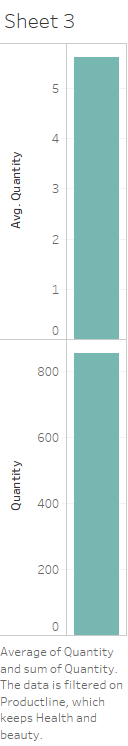 Sheet 3
5
4
3
2
1
0
Avg. Quantity
800
600
400
200
0
Quantity
Average of Quantity
and sum of Quantity.
The data is filtered on
Productline, which
keeps Health and
beauty.